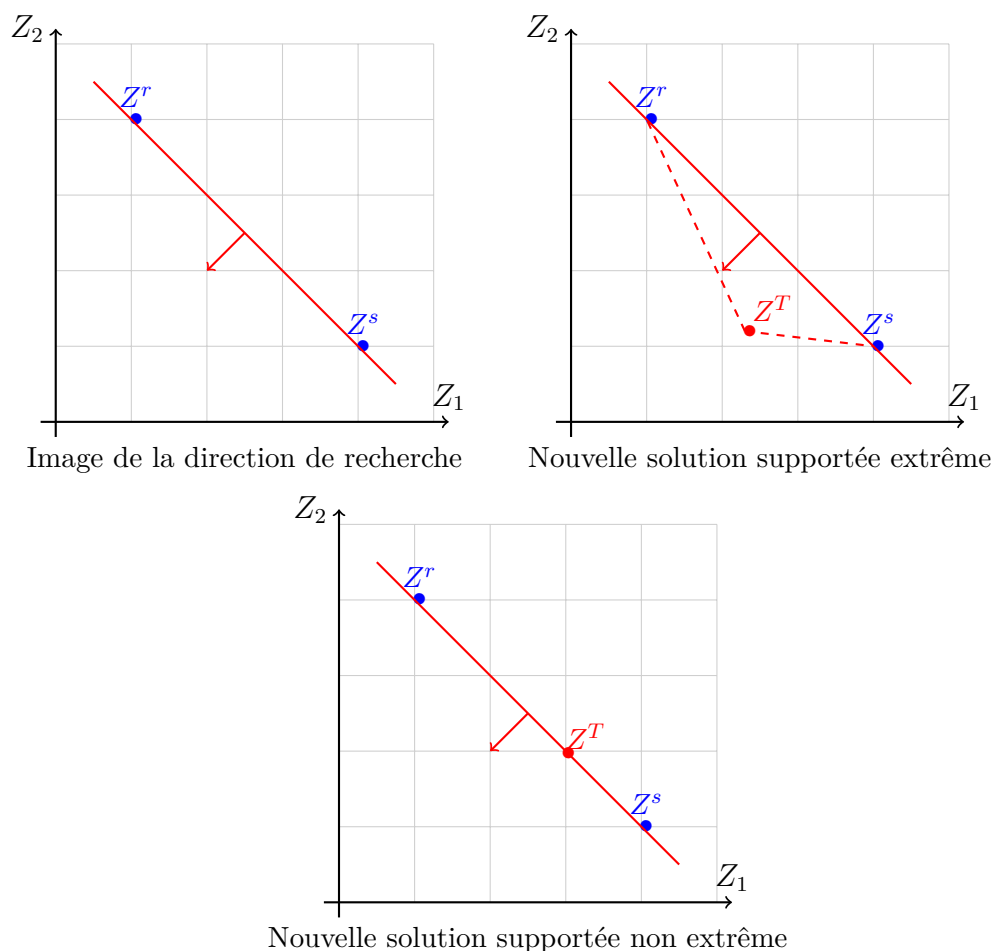 Z_2
Z^r
Z^s
Z_1
Image de la direction de recherche
Z_2
Z^r
Z^T
Z^s
Z_1
Nouvelle solution supportée extrême
Z_2
Z^r
Z^T
Z^s
Z_1
Nouvelle solution supportée non extrême